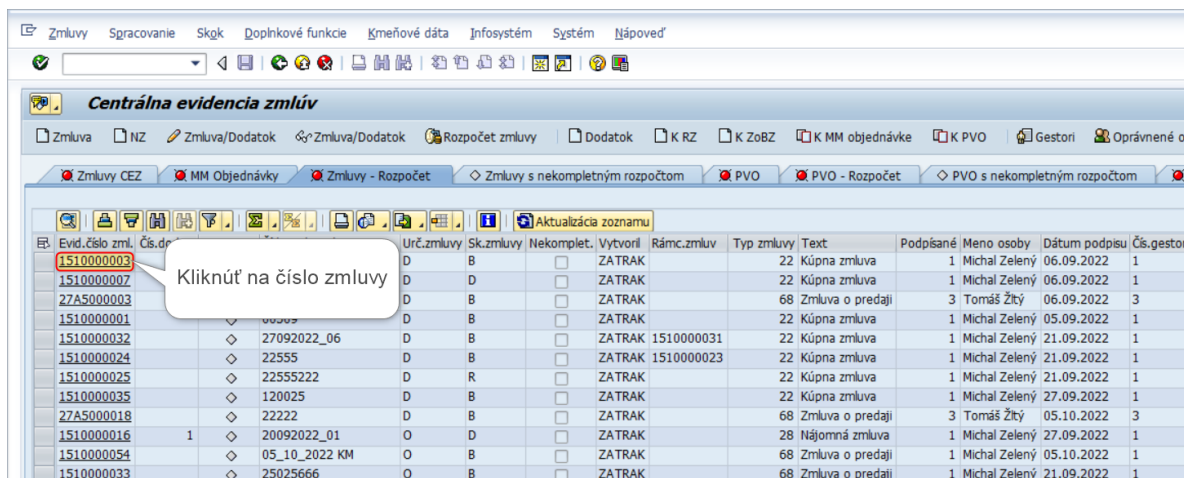 Zmluvy Spracovanie Skok Doplnkové funkcie Kmeňové dáta Infosystém Systém Nápoveď
Centrálna evidencia zmlúv
Zmluva NZ Zmluva/Dodatok Zmluva/Dodatok Rozpočet zmluvy Dodatok K RZ K ZoBZ K MM objednávke K PVO Gestori Oprávnené o
Zmluvy CEZ MM Objednávky Zmluvy - Rozpočet Zmluvy s nekompletným rozpočtom PVO PVO - Rozpočet PVO s nekompletným rozpočtom
Aktualizácia zoznamu
Evid.číslo zml. Urč.zmluvy Sk.zmluvy Nekomplet. Vytvoril Rámc.zmluv Typ zmluvy Text Podpísané Meno osoby Dátum podpisu Čís.gestor
1510000003 D B ZATRAK 22 Kúpna zmluva 1 Michal Zelený 06.09.2022 1
Kliknúť na číslo zmluvy
1510000007 D D ZATRAK 22 Kúpna zmluva 1 Michal Zelený 06.09.2022 1
27A5000003 D B ZATRAK 68 Zmluva o predaji 3 Tomáš Žltý 06.09.2022 3
1510000001 D B ZATRAK 22 Kúpna zmluva 1 Michal Zelený 05.09.2022 1
1510000032 27092022_06 D B ZATRAK 1510000031 22 Kúpna zmluva 1 Michal Zelený 21.09.2022 1
1510000024 22555 D B ZATRAK 1510000023 22 Kúpna zmluva 1 Michal Zelený 21.09.2022 1
1510000025 22555222 D R ZATRAK 22 Kúpna zmluva 1 Michal Zelený 21.09.2022 1
1510000035 120025 D B ZATRAK 22 Kúpna zmluva 1 Michal Zelený 27.09.2022 1
27A5000018 22222 D B ZATRAK 68 Zmluva o predaji 3 Tomáš Žltý 05.10.2022 3
1510000016 1 20092022_01 O D ZATRAK 28 Nájomná zmluva 1 Michal Zelený 27.09.2022 1
1510000054 05_10_2022 KM O B ZATRAK 68 Zmluva o predaji 1 Michal Zelený 05.10.2022 1
1510000033 25025666 O B ZATRAK 68 Zmluva o predaji 1 Michal Zelený 21.09.2022 1